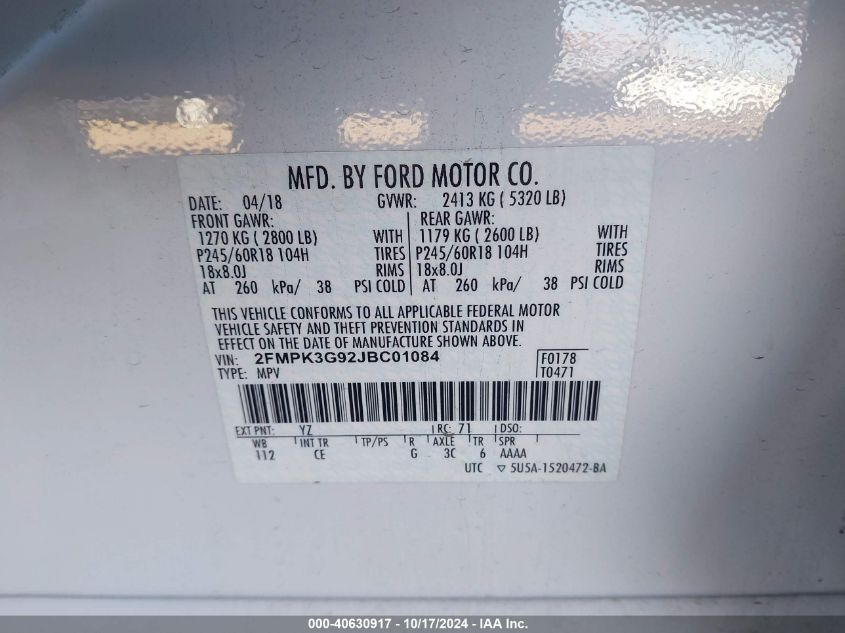 MFD. BY FORD MOTOR CO.
DATE: 04/18 GVWR: 2413 KG ( 5320 LB)
FRONT GAWR: REAR GAWR:
1270 KG ( 2800 LB) WITH 1179 KG ( 2600 LB) WITH
P245/60R18 104H TIRES P245/60R18 104H TIRES
18x8.0J RIMS 18x8.0J RIMS
AT 260 kPa/ 38 PSI COLD AT 260 kPa/ 38 PSI COLD
THIS VEHICLE CONFORMS TO ALL APPLICABLE FEDERAL MOTOR
VEHICLE SAFETY AND THEFT PREVENTION STANDARDS IN
EFFECT ON THE DATE OF MANUFACTURE SHOWN ABOVE.
VIN: 2FMPK3G92JBC01084 F0178
TYPE: MPV T0471
EXT PNT: YZ RC: 71 DSO:
WB INT TR TP/PS R AXLE TR SPR
112 CE G 3C 6 AAAA
UTC ▽ 5U5A-1520472-BA
000-40630917 - 10/17/2024 - IAA Inc.